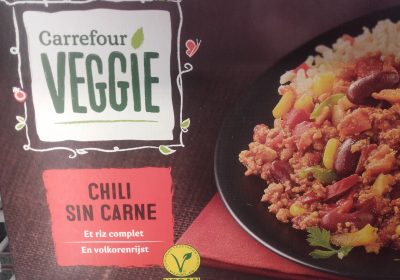 Carrefour
VEGGIE
CHILI
SIN CARNE
Et riz complet
En volkorenrijst